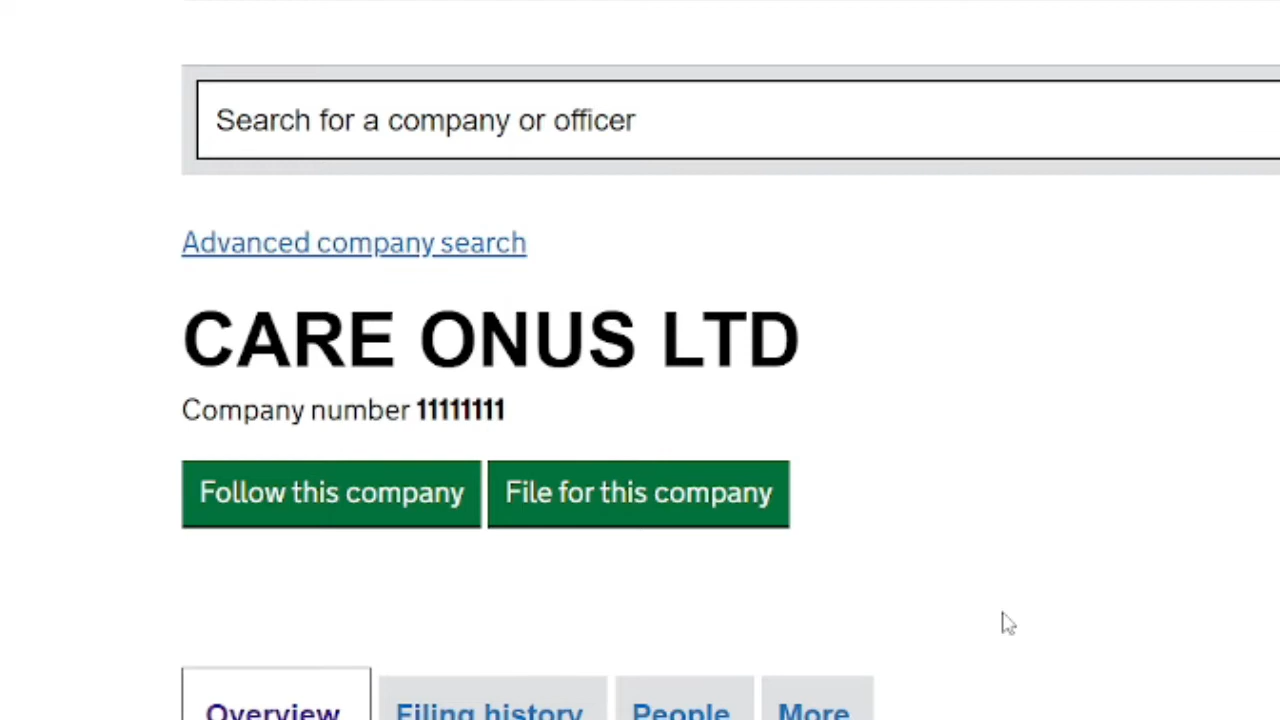 Search for a company or officer
Advanced company search
CARE ONUS LTD
Company number 11111111
Follow this company File for this company
Overview Filing history People More